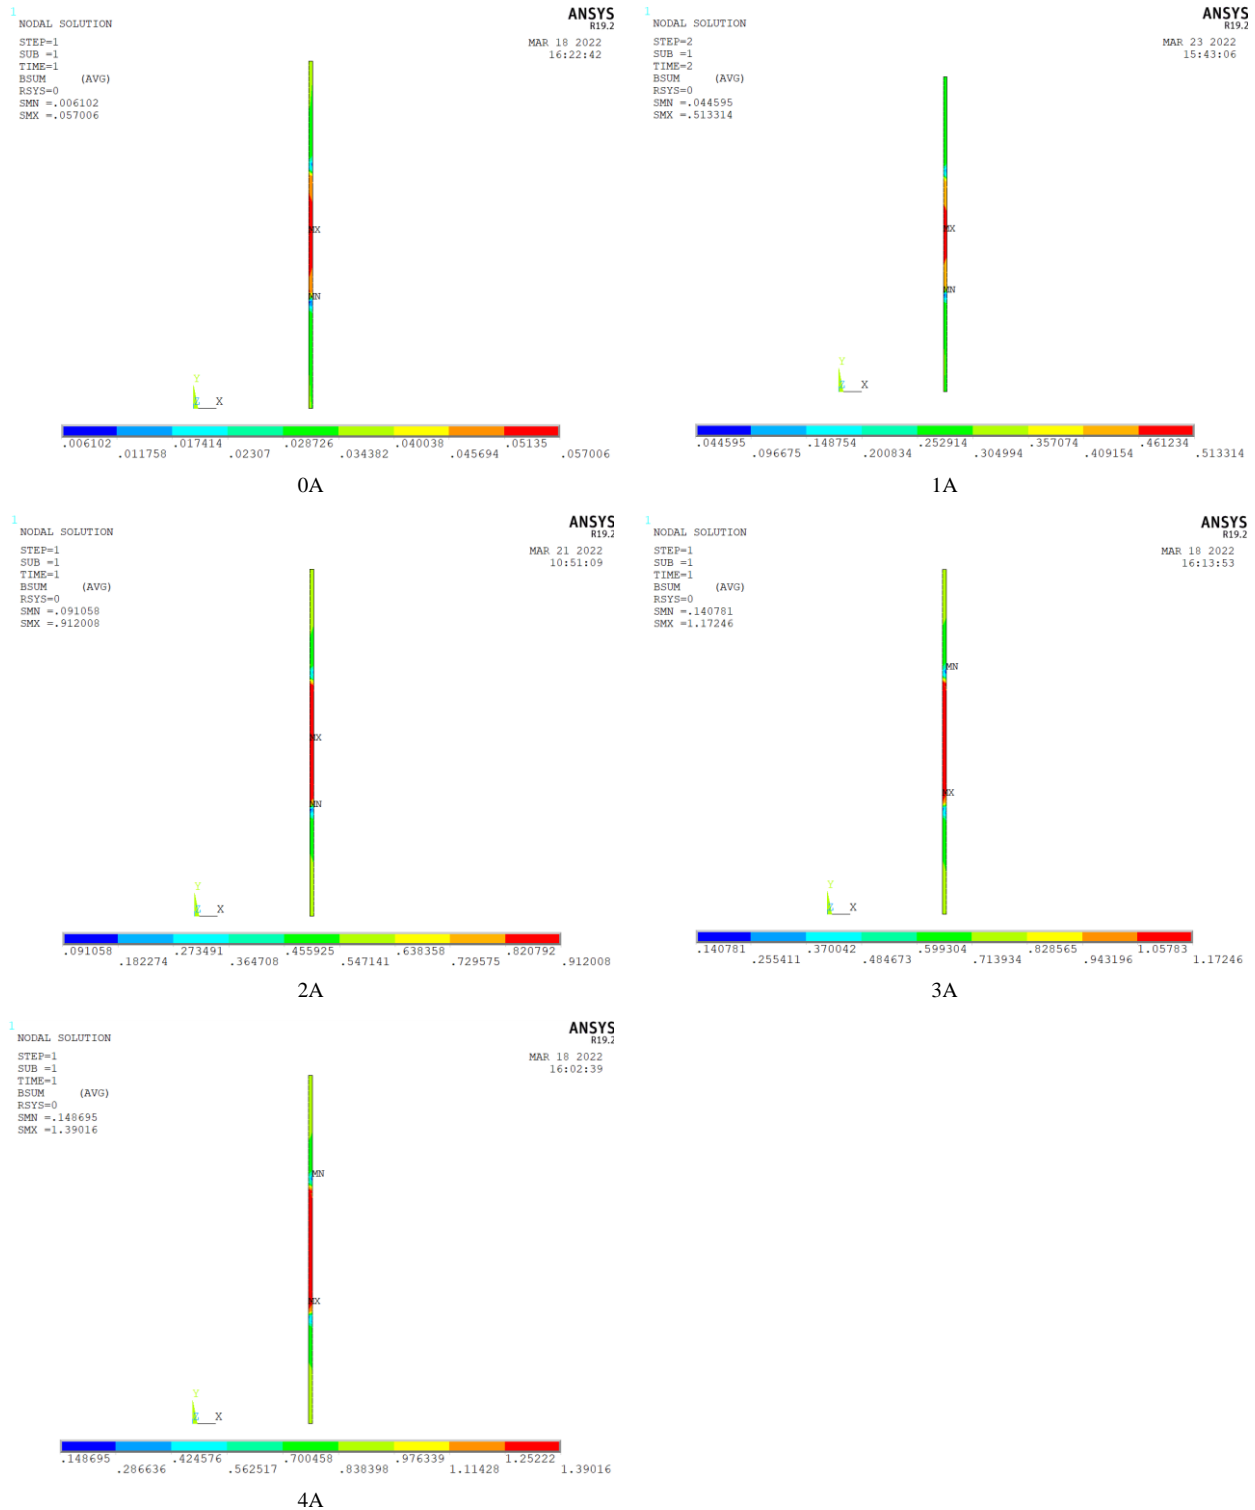 1
NODAL SOLUTION
STEP=1
SUB =1
TIME=1
BSUM (AVG)
RSYS=0
SMN =.006102
SMX =.057006
ANSYS
R19.2
MAR 18 2022
16:22:42
MX
MN
Y
Z X
.006102 .017414 .028726 .040038 .05135
.011758 .02307 .034382 .045694 .057006
0A
1
NODAL SOLUTION
STEP=2
SUB =1
TIME=2
BSUM (AVG)
RSYS=0
SMN =.044595
SMX =.513314
ANSYS
R19.2
MAR 23 2022
15:43:06
MX
MN
Y
Z X
.044595 .148754 .252914 .357074 .461234
.096675 .200834 .304994 .409154 .513314
1A
1
NODAL SOLUTION
STEP=1
SUB =1
TIME=1
BSUM (AVG)
RSYS=0
SMN =.091058
SMX =.912008
ANSYS
R19.2
MAR 21 2022
10:51:09
MX
MN
Y
Z X
.091058 .273491 .455925 .638358 .820792
.182274 .364708 .547141 .729575 .912008
2A
1
NODAL SOLUTION
STEP=1
SUB =1
TIME=1
BSUM (AVG)
RSYS=0
SMN =.140781
SMX =1.17246
ANSYS
R19.2
MAR 18 2022
16:13:53
MN
MX
Y
Z X
.140781 .370042 .599304 .828565 1.05783
.255411 .484673 .713934 .943196 1.17246
3A
1
NODAL SOLUTION
STEP=1
SUB =1
TIME=1
BSUM (AVG)
RSYS=0
SMN =.148695
SMX =1.39016
ANSYS
R19.2
MAR 18 2022
16:02:39
MN
MX
Y
Z X
.148695 .424576 .700458 .976339 1.25222
.286636 .562517 .838398 1.11428 1.39016
4A